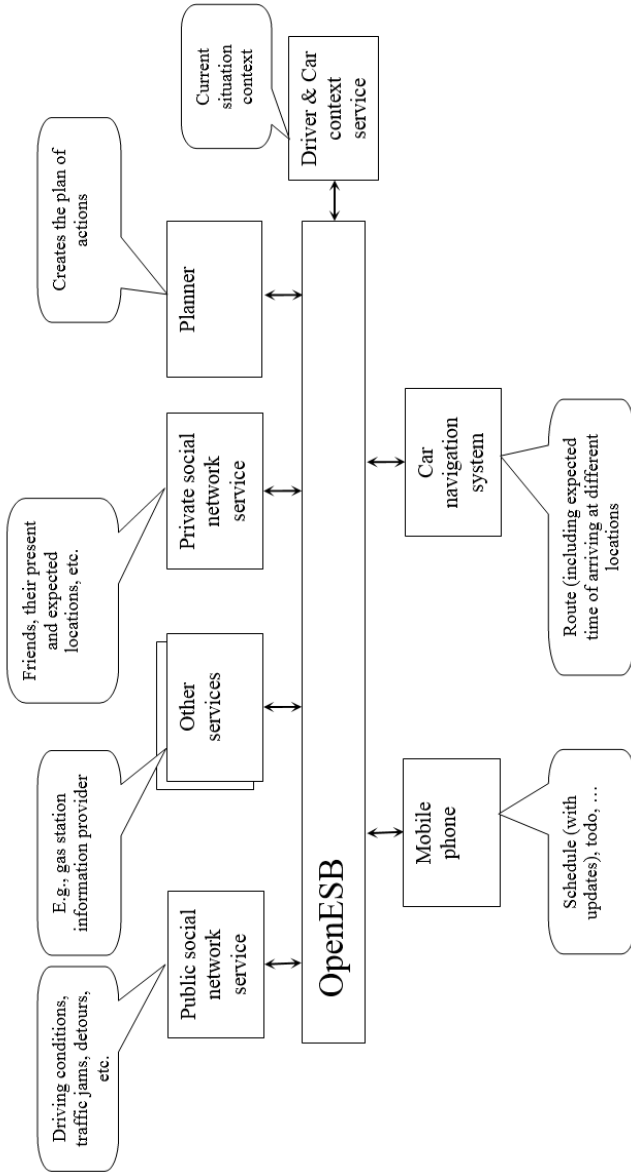 Driving conditions,
traffic jams, detours,
etc.
E.g., gas station
information provider
Friends, their present
and expected
locations, etc.
Creates the plan of
actions
Current
situation
context
Public social
network
service
Other
services
Private social
network
service
Planner
Driver & Car
context
service
OpenESB
Mobile
phone
Car
navigation
system
Schedule (with
updates), todo, …
Route (including expected
time of arriving at different
locations